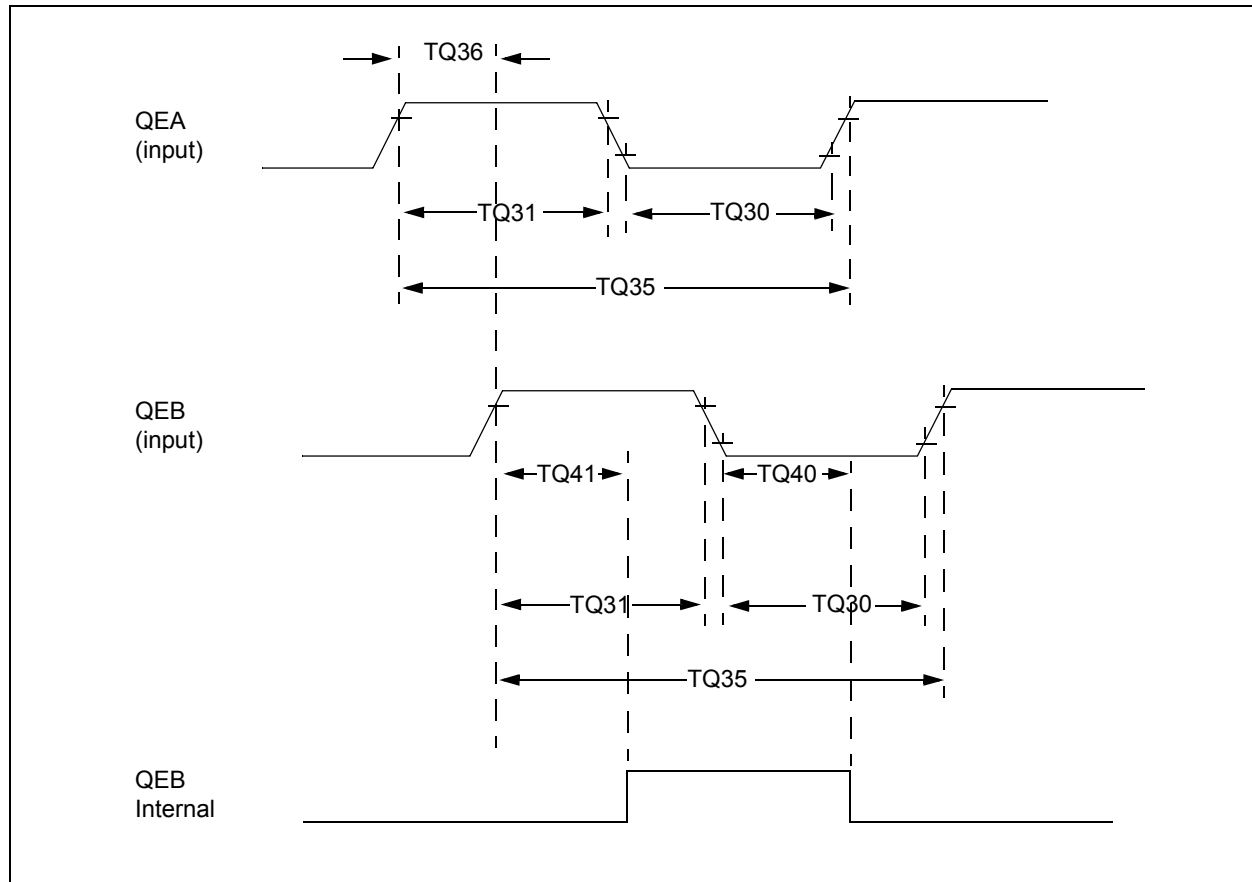 TQ36
QEA
(input)
TQ31
TQ30
TQ35
QEB
(input)
TQ41
TQ40
TQ31
TQ30
TQ35
QEB
Internal